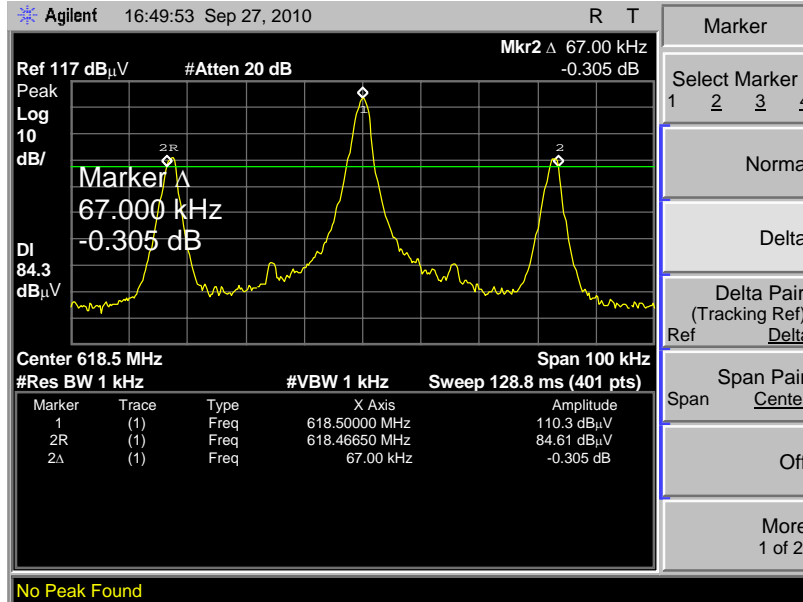 Agilent 16:49:53 Sep 27, 2010 R T
Marker
Mkr2 Δ 67.00 kHz
Ref 117 dBµV #Atten 20 dB -0.305 dB
Peak
Log
10
dB/
1
2R
2
Marker Δ
67.000 kHz
-0.305 dB
DI
84.3
dBµV
Center 618.5 MHz Span 100 kHz
#Res BW 1 kHz #VBW 1 kHz Sweep 128.8 ms (401 pts)
Marker Trace Type X Axis Amplitude
1 (1) Freq 618.50000 MHz 110.3 dBµV
2R (1) Freq 618.46650 MHz 84.61 dBµV
2Δ (1) Freq 67.00 kHz -0.305 dB
Select Marker
1 2 3 4
Norma
Delta
Delta Pair
(Tracking Ref)
Ref Delta
Span Pair
Span Cente
Off
More
1 of 2
No Peak Found